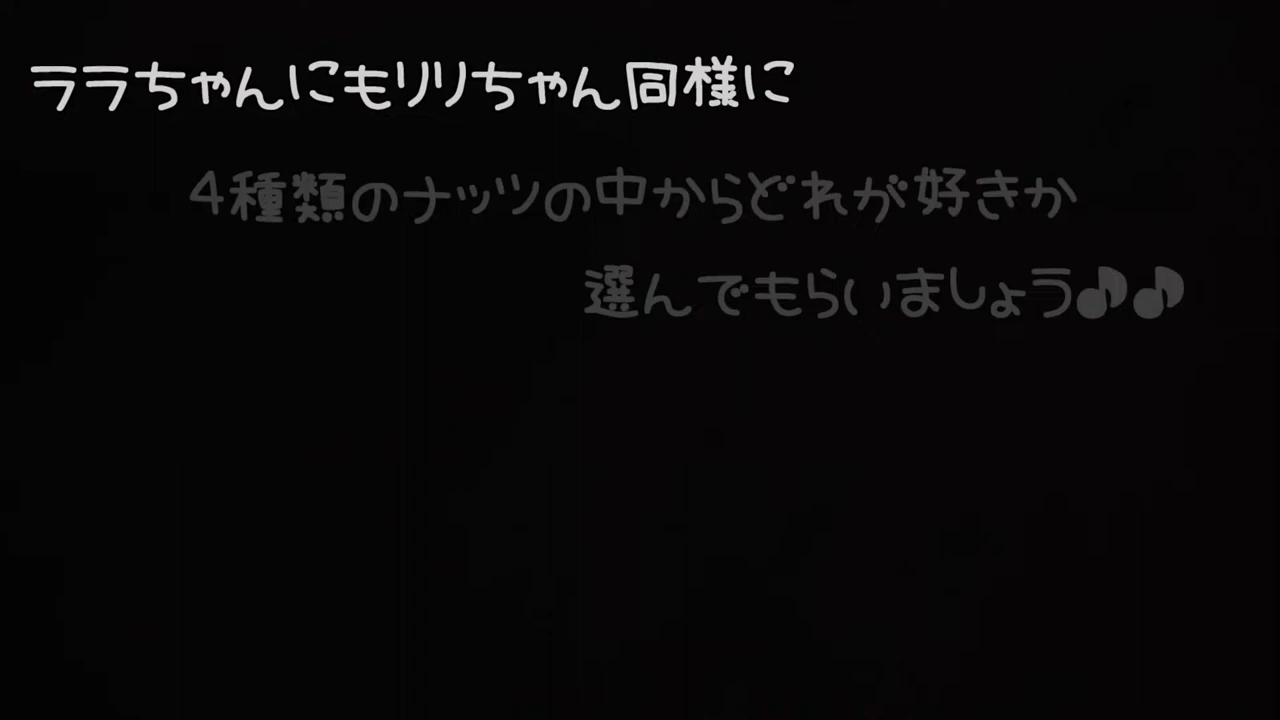 ララちゃんにもリリちゃん同様に
４種類のナッツの中からどれが好きか
選んでもらいましょう♪♪